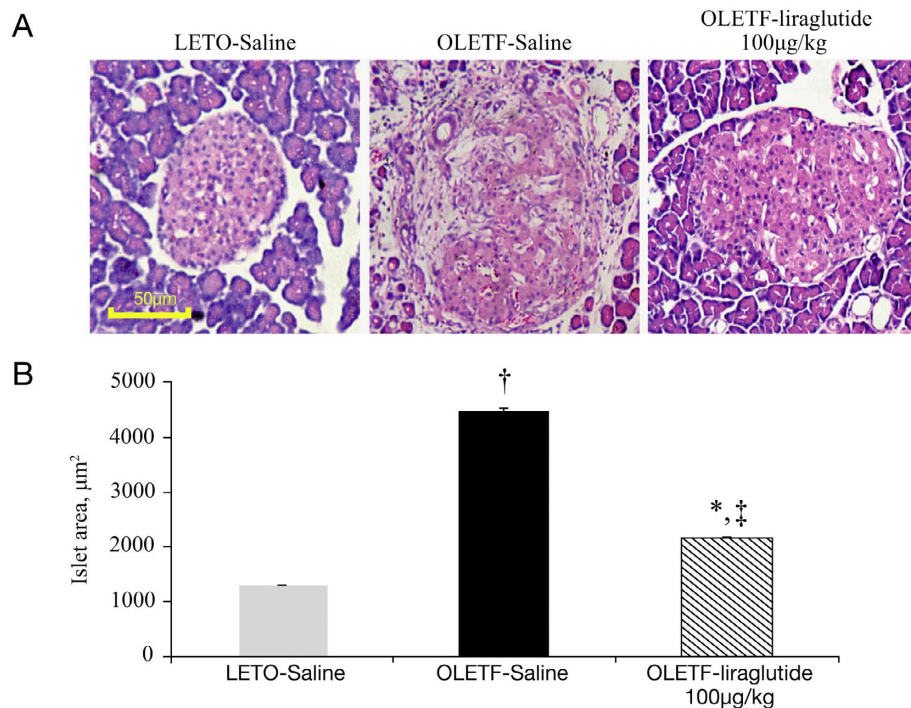 A
LETO-Saline
OLETF-Saline
OLETF-liraglutide
100μg/kg
50μm
B
Islet area, μm²
5000
4000
3000
2000
1000
0
†
*,‡
LETO-Saline
OLETF-Saline
OLETF-liraglutide
100μg/kg